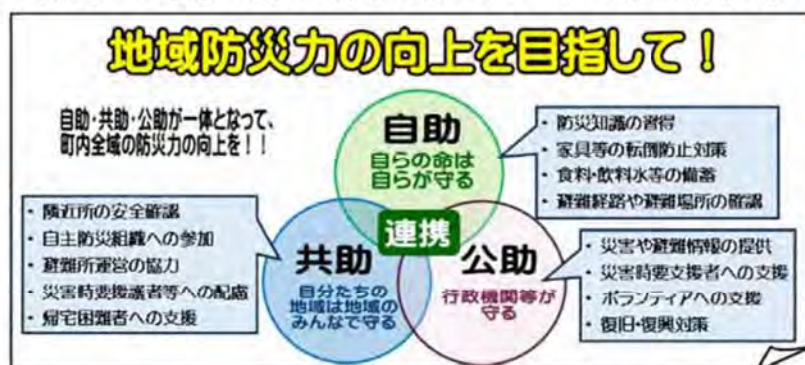 地域防災力の向上を目指して！
自助・共助・公助が一体となって、
町内全域の防災力の向上を！！
自助
自らの命は
自らが守る
・ 防災知識の習得
・ 家具等の転倒防止対策
・ 食料・飲料水等の備蓄
・ 避難経路や避難場所の確認
連携
・ 隣近所の安全確認
・ 自主防災組織への参加
・ 避難所運営の協力
・ 災害時要援護者等への配慮
・ 帰宅困難者への支援
共助
自分たちの
地域は地域の
みんなで守る
公助
行政機関等が
守る
・ 災害や避難情報の提供
・ 災害時要支援者への支援
・ ボランティアへの支援
・ 復旧・復興対策